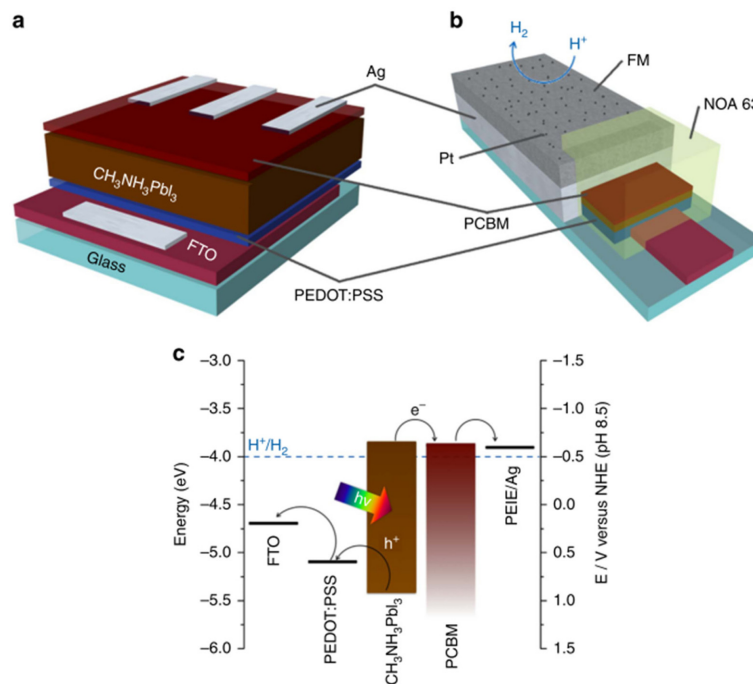 a
b
H₂
H⁺
FM
Ag
NOA 63
Pt
CH₃NH₃PbI₃
PCBM
FTO
Glass
PEDOT:PSS
c
Energy (eV)
−3.0
−3.5
−4.0
−4.5
−5.0
−5.5
−6.0
H⁺/H₂
e⁻
hν
h⁺
FTO
PEDOT:PSS
CH₃NH₃PbI₃
PCBM
PEIE/Ag
−1.5
−1.0
−0.5
0.0
0.5
1.0
1.5
E / V versus NHE (pH 8.5)